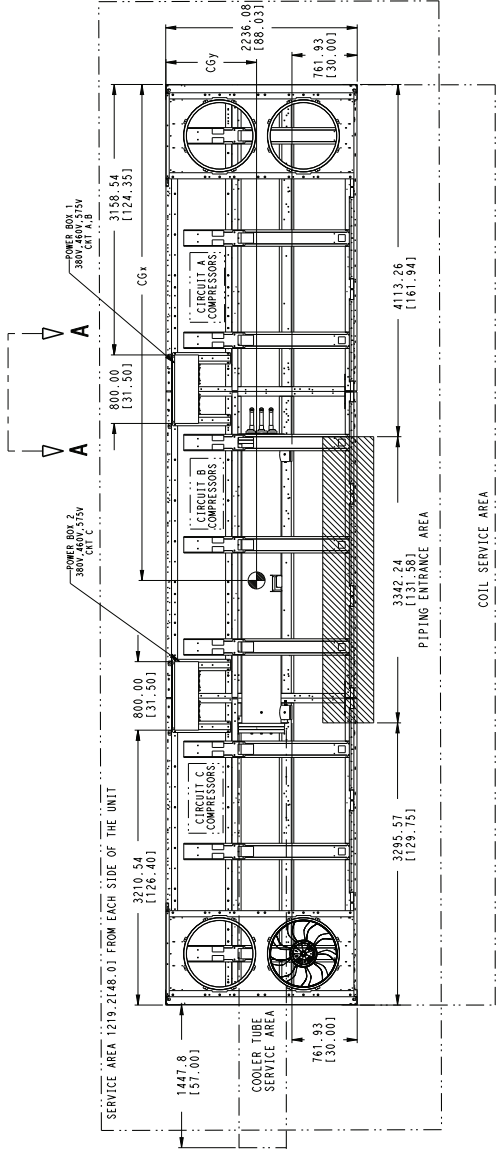 2236.08
[88.03]
CGy
761.93
[30.00]
3158.54
[124.35]
CGx
4113.26
[161.94]
POWER BOX 1
380V,460V,575V
CKT A,B
A
A
800.00
[31.50]
CIRCUIT A
COMPRESSORS
CIRCUIT B
COMPRESSORS
3342.24
[131.58]
PIPING ENTRANCE AREA
COIL SERVICE AREA
POWER BOX 2
380V,460V,575V
CKT C
800.00
[31.50]
CIRCUIT C
COMPRESSORS
3210.54
[126.40]
3295.57
[129.75]
SERVICE AREA 1219.2[48.0] FROM EACH SIDE OF THE UNIT
1447.8
[57.00]
COOLER TUBE
SERVICE AREA
761.93
[30.00]